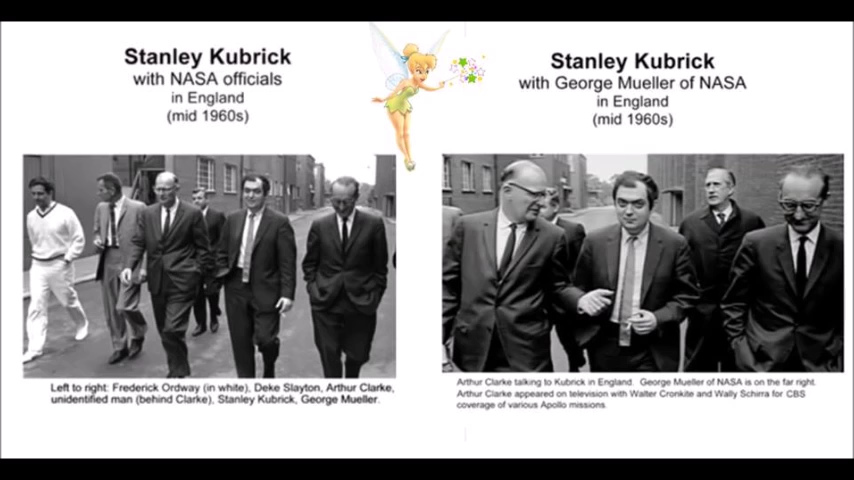 Stanley Kubrick
with NASA officials
in England
(mid 1960s)
Left to right: Frederick Ordway (in white), Deke Slayton, Arthur Clarke,
unidentified man (behind Clarke), Stanley Kubrick, George Mueller.
Stanley Kubrick
with George Mueller of NASA
in England
(mid 1960s)
Arthur Clarke talking to Kubrick in England. George Mueller of NASA is on the far right.
Arthur Clarke appeared on television with Walter Cronkite and Wally Schirra for CBS
coverage of various Apollo missions.